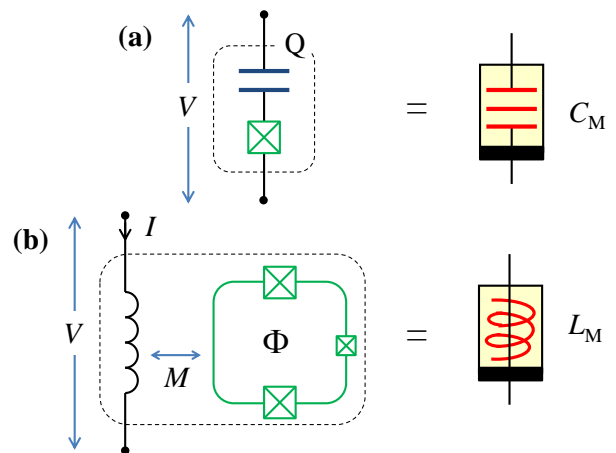 (a)
Q
V
=
C_M
(b)
I
V
M
Φ
=
L_M